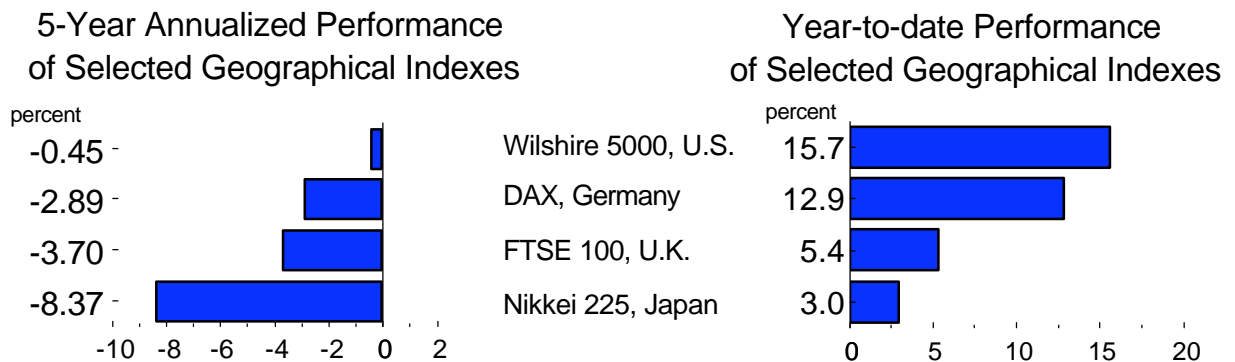 5-Year Annualized Performance
of Selected Geographical Indexes
Year-to-date Performance
of Selected Geographical Indexes
percent
percent
-0.45
Wilshire 5000, U.S.
15.7
-2.89
DAX, Germany
12.9
-3.70
FTSE 100, U.K.
5.4
-8.37
Nikkei 225, Japan
3.0
-10 -8 -6 -4 -2 0 2
0 5 10 15 20